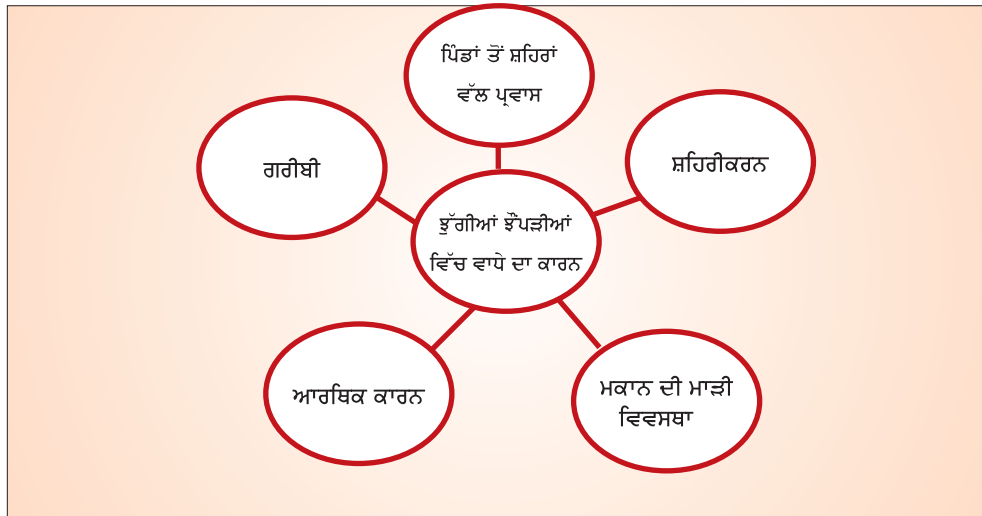 ਪਿੰਡਾਂ ਤੋਂ ਸ਼ਹਿਰਾਂ
ਵੱਲ ਪ੍ਰਵਾਸ
ਗਰੀਬੀ
ਸ਼ਹਿਰੀਕਰਨ
ਝੁੱਗੀਆਂ ਝੌਂਪੜੀਆਂ
ਵਿੱਚ ਵਾਧੇ ਦਾ ਕਾਰਨ
ਆਰਥਿਕ ਕਾਰਨ
ਮਕਾਨ ਦੀ ਮਾੜੀ
ਵਿਵਸਥਾ